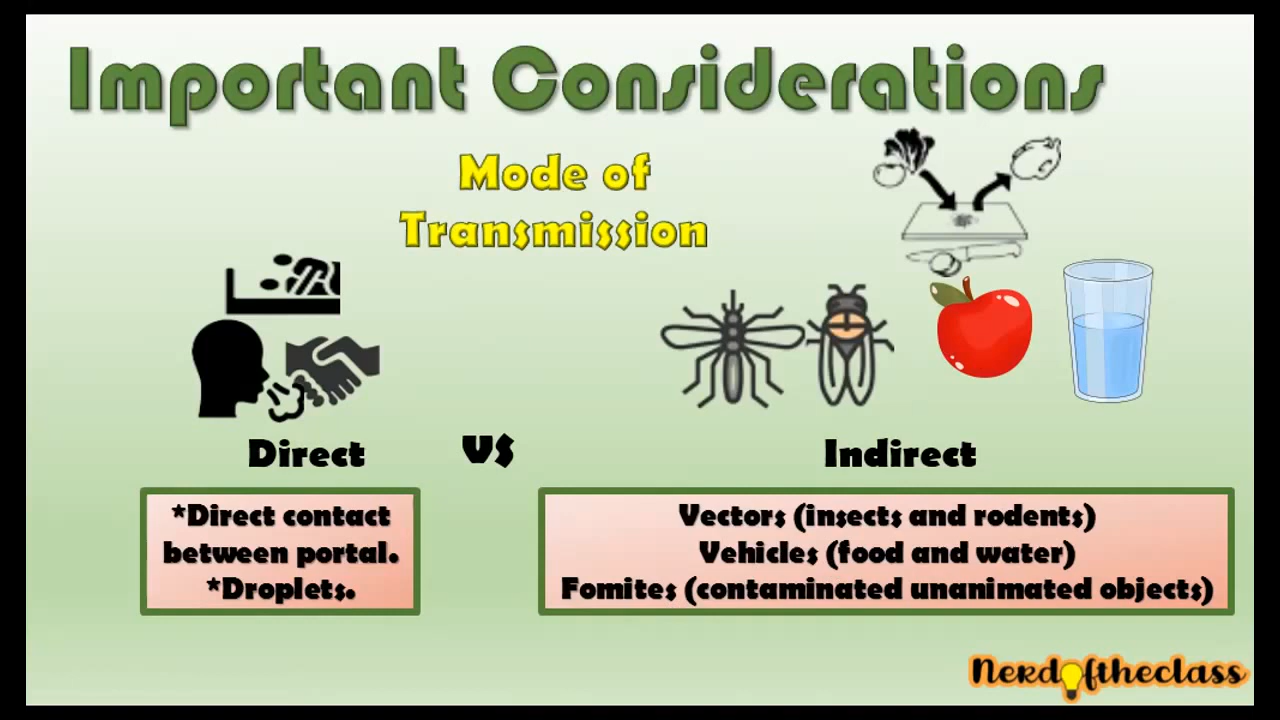 Important Considerations
Mode of
Transmission
Direct
VS
Indirect
*Direct contact
between portal.
*Droplets.
Vectors (insects and rodents)
Vehicles (food and water)
Fomites (contaminated unanimated objects)
Nerdoftheclass